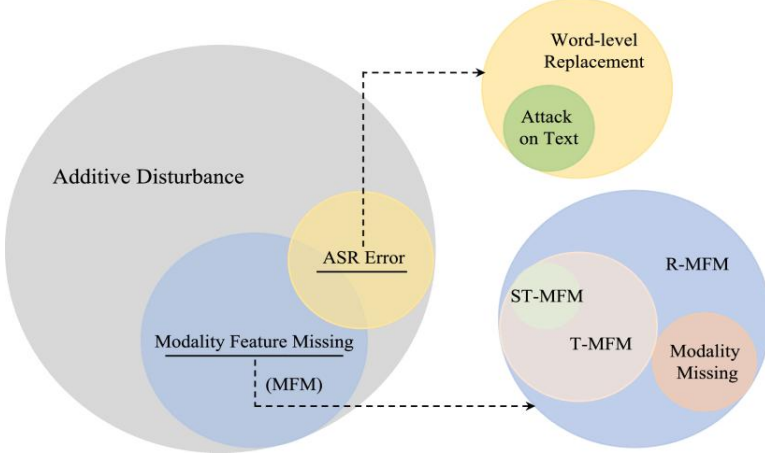 Additive Disturbance
ASR Error
Modality Feature Missing
(MFM)
Word-level
Replacement
Attack
on Text
R-MFM
ST-MFM
T-MFM
Modality
Missing